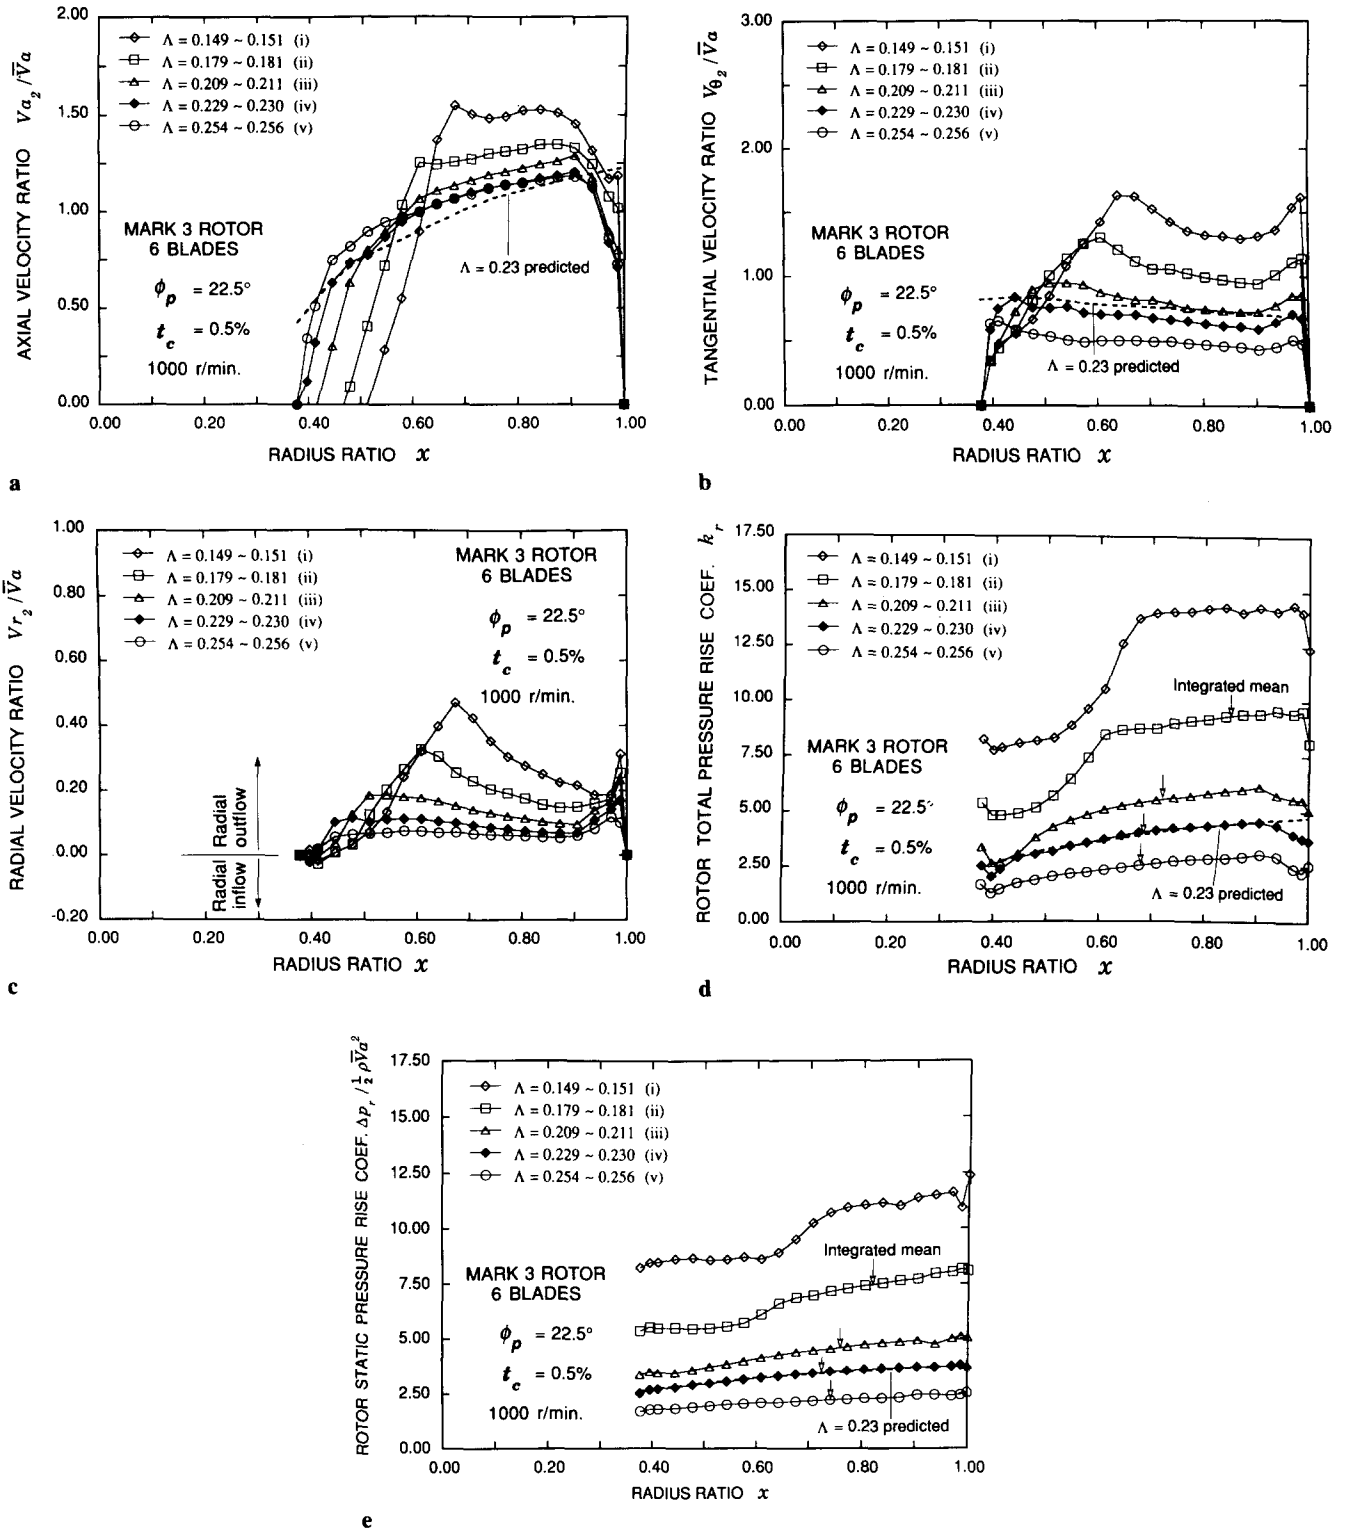 2.00
1.50
1.00
0.50
0.00
AXIAL VELOCITY RATIO Va2 / V̅a
Λ = 0.149 ~ 0.151 (i)
Λ = 0.179 ~ 0.181 (ii)
Λ = 0.209 ~ 0.211 (iii)
Λ = 0.229 ~ 0.230 (iv)
Λ = 0.254 ~ 0.256 (v)
MARK 3 ROTOR
6 BLADES
ϕp = 22.5°
tc = 0.5%
1000 r/min.
Λ = 0.23 predicted
0.00 0.20 0.40 0.60 0.80 1.00
RADIUS RATIO x
a
3.00
2.00
1.00
0.00
TANGENTIAL VELOCITY RATIO Vθ2 / V̅a
Λ = 0.149 ~ 0.151 (i)
Λ = 0.179 ~ 0.181 (ii)
Λ = 0.209 ~ 0.211 (iii)
Λ = 0.229 ~ 0.230 (iv)
Λ = 0.254 ~ 0.256 (v)
MARK 3 ROTOR
6 BLADES
ϕp = 22.5°
tc = 0.5%
1000 r/min.
Λ = 0.23 predicted
0.00 0.20 0.40 0.60 0.80 1.00
RADIUS RATIO x
b
1.00
0.80
0.60
0.40
0.20
0.00
-0.20
RADIAL VELOCITY RATIO Vr2 / V̅a
Λ = 0.149 ~ 0.151 (i)
Λ = 0.179 ~ 0.181 (ii)
Λ = 0.209 ~ 0.211 (iii)
Λ = 0.229 ~ 0.230 (iv)
Λ = 0.254 ~ 0.256 (v)
MARK 3 ROTOR
6 BLADES
ϕp = 22.5°
tc = 0.5%
1000 r/min.
Radial outflow
Radial inflow
0.00 0.20 0.40 0.60 0.80 1.00
RADIUS RATIO x
c
17.50
15.00
12.50
10.00
7.50
5.00
2.50
0.00
ROTOR TOTAL PRESSURE RISE COEF. kr
Λ = 0.149 ~ 0.151 (i)
Λ = 0.179 ~ 0.181 (ii)
Λ = 0.209 ~ 0.211 (iii)
Λ = 0.229 ~ 0.230 (iv)
Λ = 0.254 ~ 0.256 (v)
Integrated mean
MARK 3 ROTOR
6 BLADES
ϕp = 22.5°
tc = 0.5%
1000 r/min.
Λ = 0.23 predicted
0.00 0.20 0.40 0.60 0.80 1.00
RADIUS RATIO x
d
17.50
15.00
12.50
10.00
7.50
5.00
2.50
0.00
ROTOR STATIC PRESSURE RISE COEF. Δpr / ½ ρV̅a²
Λ = 0.149 ~ 0.151 (i)
Λ = 0.179 ~ 0.181 (ii)
Λ = 0.209 ~ 0.211 (iii)
Λ = 0.229 ~ 0.230 (iv)
Λ = 0.254 ~ 0.256 (v)
Integrated mean
MARK 3 ROTOR
6 BLADES
ϕp = 22.5°
tc = 0.5%
1000 r/min.
Λ = 0.23 predicted
0.00 0.20 0.40 0.60 0.80 1.00
RADIUS RATIO x
e